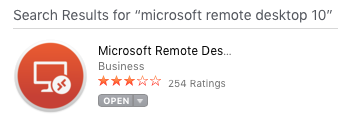 Search Results for “microsoft remote desktop 10”
Microsoft Remote Des...
Business
254 Ratings
OPEN